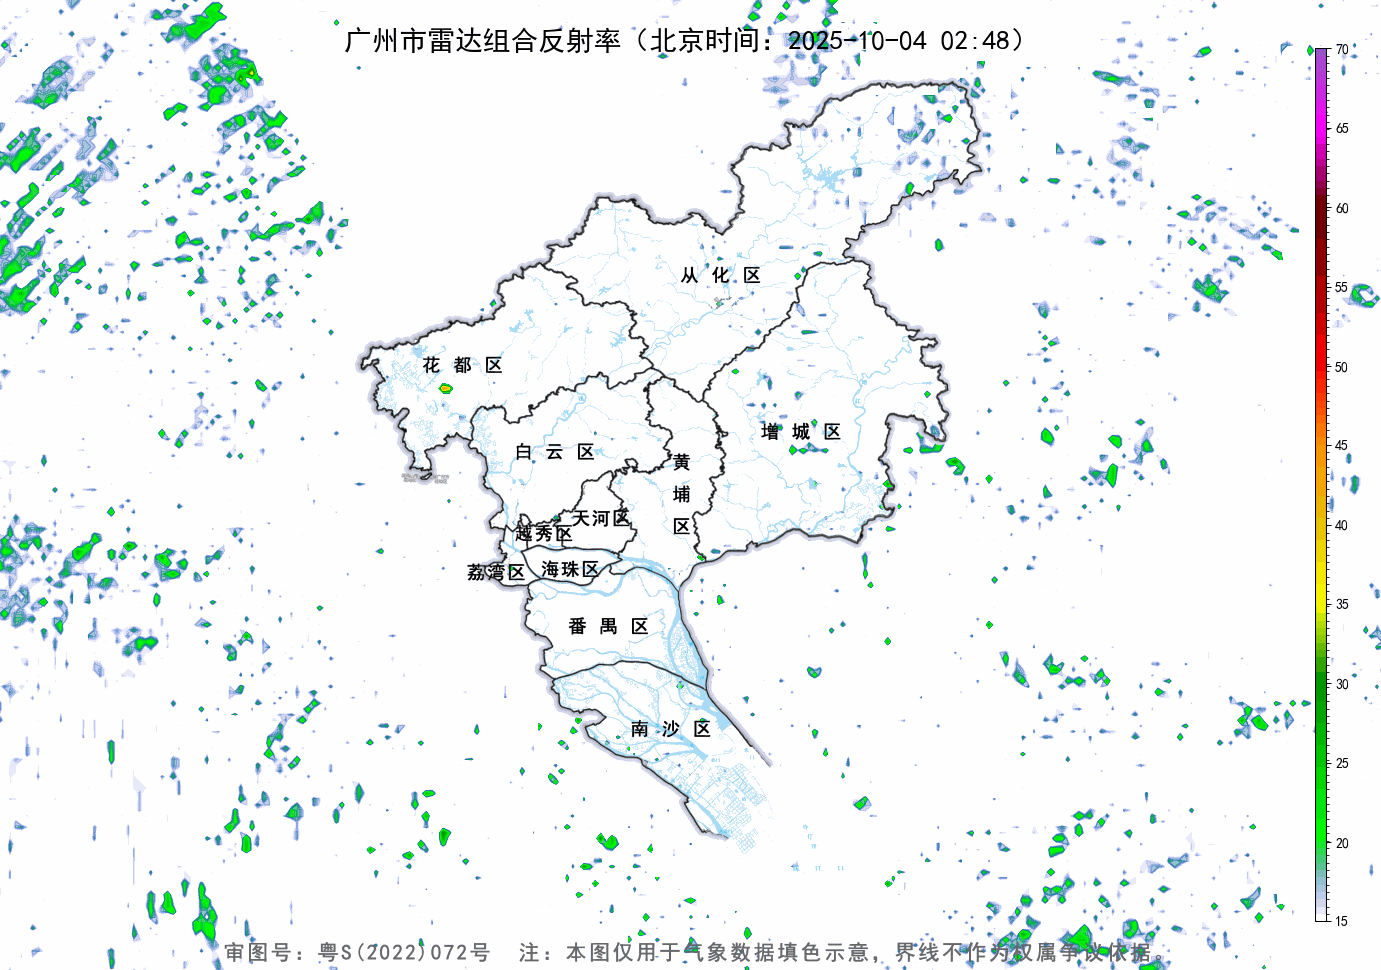 广州市雷达组合反射率（北京时间：2025-10-04 02:48）
70
65
60
55
50
45
40
35
30
25
20
15
从化区
花都区
增城区
白云区
黄埔区
天河区
越秀区
荔湾区
海珠区
番禺区
南沙区
审图号：粤S(2022)072号 注：本图仅用于气象数据填色示意，界线不作为权属争议依据。